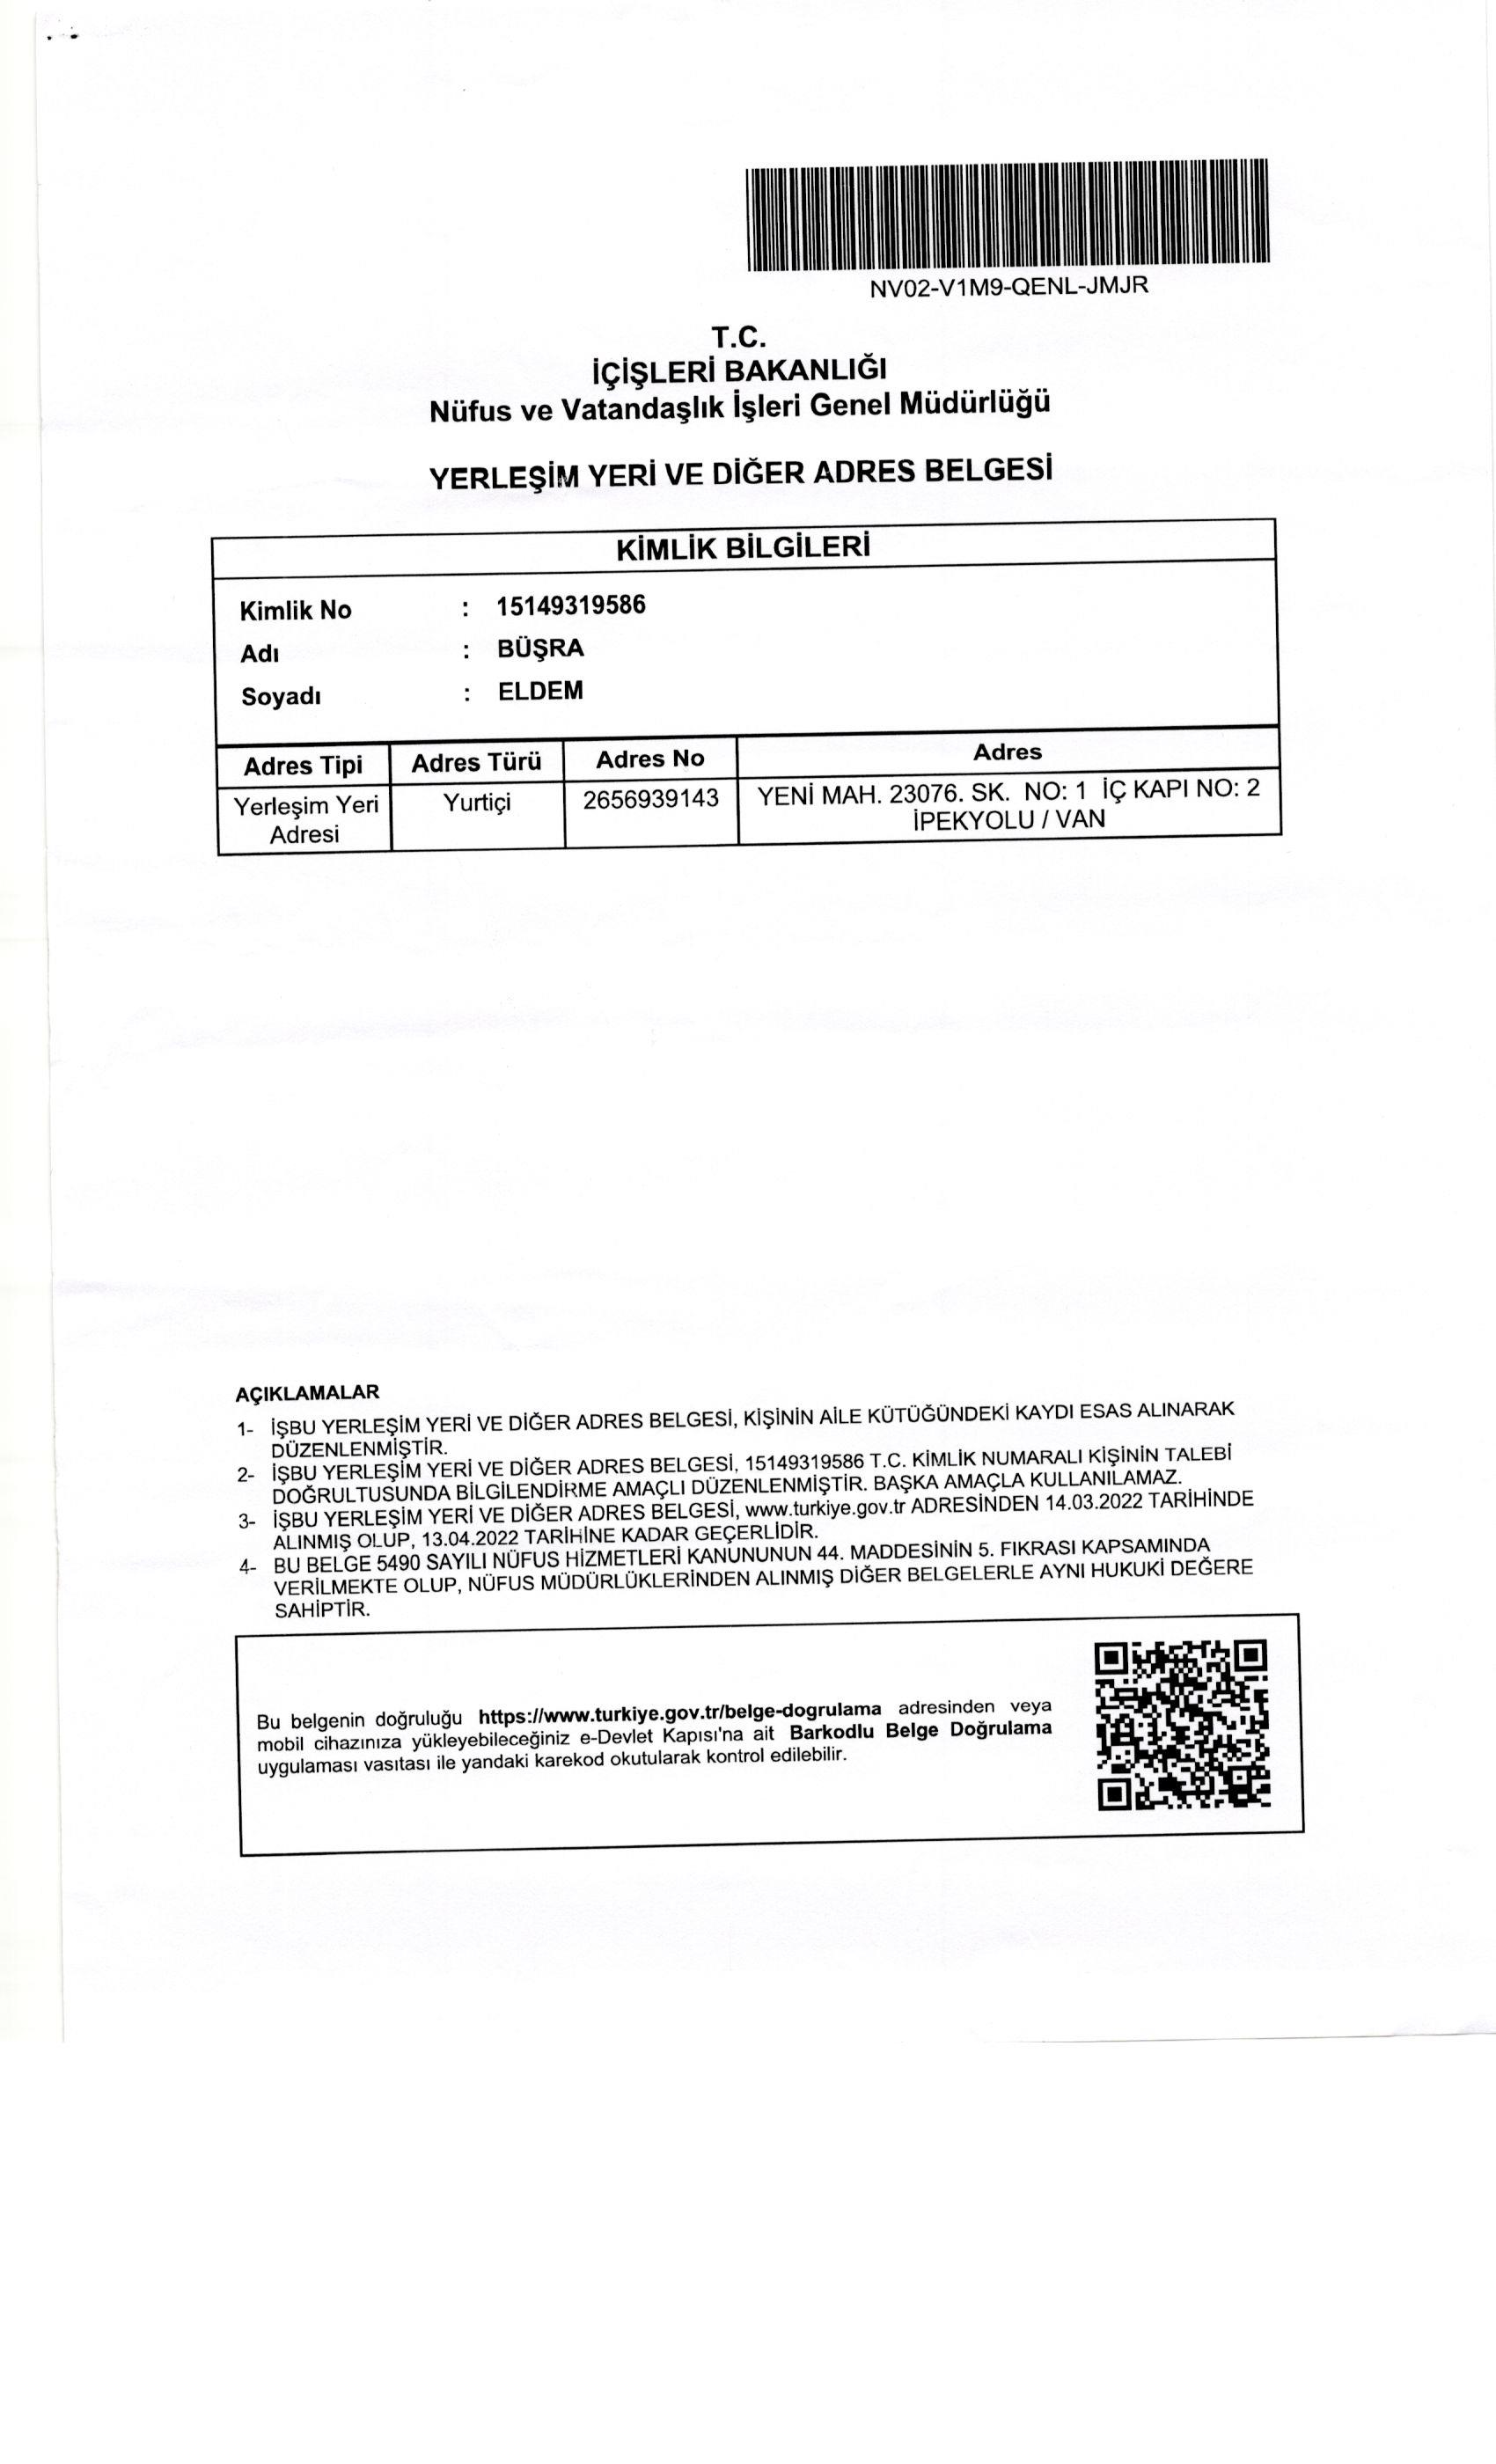 NV02-V1M9-QENL-JMJR
T.C.
İÇİŞLERİ BAKANLIĞI
Nüfus ve Vatandaşlık İşleri Genel Müdürlüğü
YERLEŞİM YERİ VE DİĞER ADRES BELGESİ
KİMLİK BİLGİLERİ
Kimlik No : 15149319586
Adı : BÜŞRA
Soyadı : ELDEM
Adres Tipi Adres Türü Adres No Adres
Yerleşim Yeri Yurtiçi 2656939143 YENİ MAH. 23076. SK. NO: 1 İÇ KAPI NO: 2
Adresi İPEKYOLU / VAN
AÇIKLAMALAR
1- İŞBU YERLEŞİM YERİ VE DİĞER ADRES BELGESİ, KİŞİNİN AİLE KÜTÜĞÜNDEKİ KAYDI ESAS ALINARAK
DÜZENLENMİŞTİR.
2- İŞBU YERLEŞİM YERİ VE DİĞER ADRES BELGESİ, 15149319586 T.C. KİMLİK NUMARALI KİŞİNİN TALEBİ
DOĞRULTUSUNDA BİLGİLENDİRME AMAÇLI DÜZENLENMİŞTİR. BAŞKA AMAÇLA KULLANILAMAZ.
3- İŞBU YERLEŞİM YERİ VE DİĞER ADRES BELGESİ, www.turkiye.gov.tr ADRESİNDEN 14.03.2022 TARİHİNDE
ALINMIŞ OLUP, 13.04.2022 TARİHİNE KADAR GEÇERLİDİR.
4- BU BELGE 5490 SAYILI NÜFUS HİZMETLERİ KANUNUNUN 44. MADDESİNİN 5. FIKRASI KAPSAMINDA
VERİLMEKTE OLUP, NÜFUS MÜDÜRLÜKLERİNDEN ALINMIŞ DİĞER BELGELERLE AYNI HUKUKİ DEĞERE
SAHİPTİR.
Bu belgenin doğruluğu https://www.turkiye.gov.tr/belge-dogrulama adresinden veya
mobil cihazınıza yükleyebileceğiniz e-Devlet Kapısı'na ait Barkodlu Belge Doğrulama
uygulaması vasıtası ile yandaki karekod okutularak kontrol edilebilir.